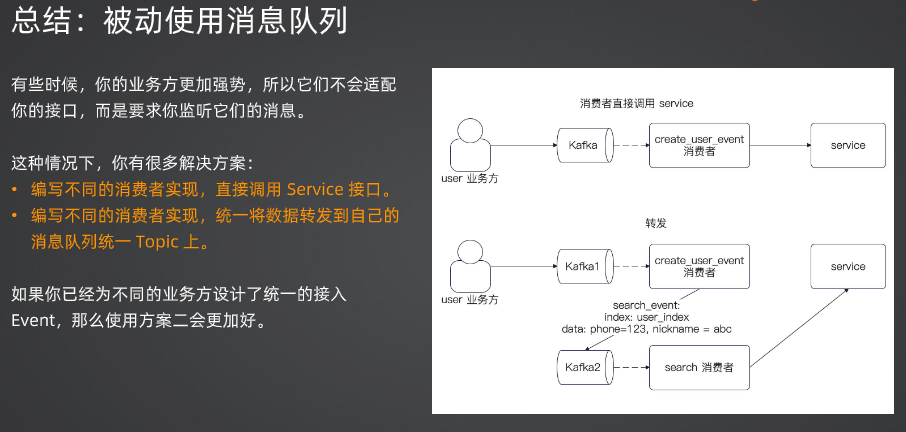 总结：被动使用消息队列
有些时候，你的业务方更加强势，所以它们不会适配
你的接口，而是要求你监听它们的消息。
这种情况下，你有很多解决方案：
• 编写不同的消费者实现，直接调用 Service 接口。
• 编写不同的消费者实现，统一将数据转发到自己的
消息队列统一 Topic 上。
如果你已经为不同的业务方设计了统一的接入
Event，那么使用方案二会更加好。
消费者直接调用 service
user 业务方
Kafka
create_user_event
消费者
service
转发
user 业务方
Kafka1
create_user_event
消费者
service
search_event:
index: user_index
data: phone=123, nickname = abc
Kafka2
search 消费者